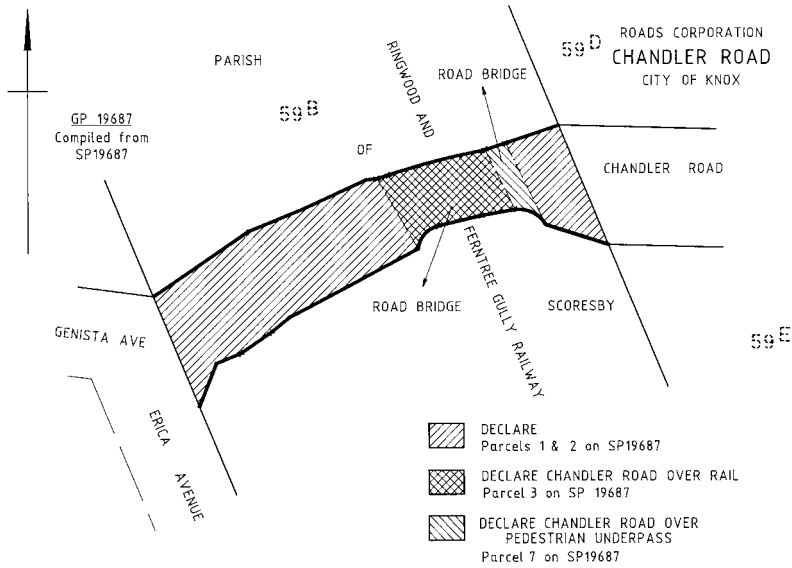 ROADS CORPORATION
CHANDLER ROAD
CITY OF KNOX
59 D
PARISH
RINGWOOD AND
ROAD BRIDGE
59 B
GP 19687
Compiled from
SP19687
OF
CHANDLER ROAD
FERNTREE GULLY RAILWAY
ROAD BRIDGE
SCORESBY
GENISTA AVE
59 E
ERICA AVENUE
DECLARE
Parcels 1 & 2 on SP19687
DECLARE CHANDLER ROAD OVER RAIL
Parcel 3 on SP 19687
DECLARE CHANDLER ROAD OVER
PEDESTRIAN UNDERPASS
Parcel 7 on SP19687